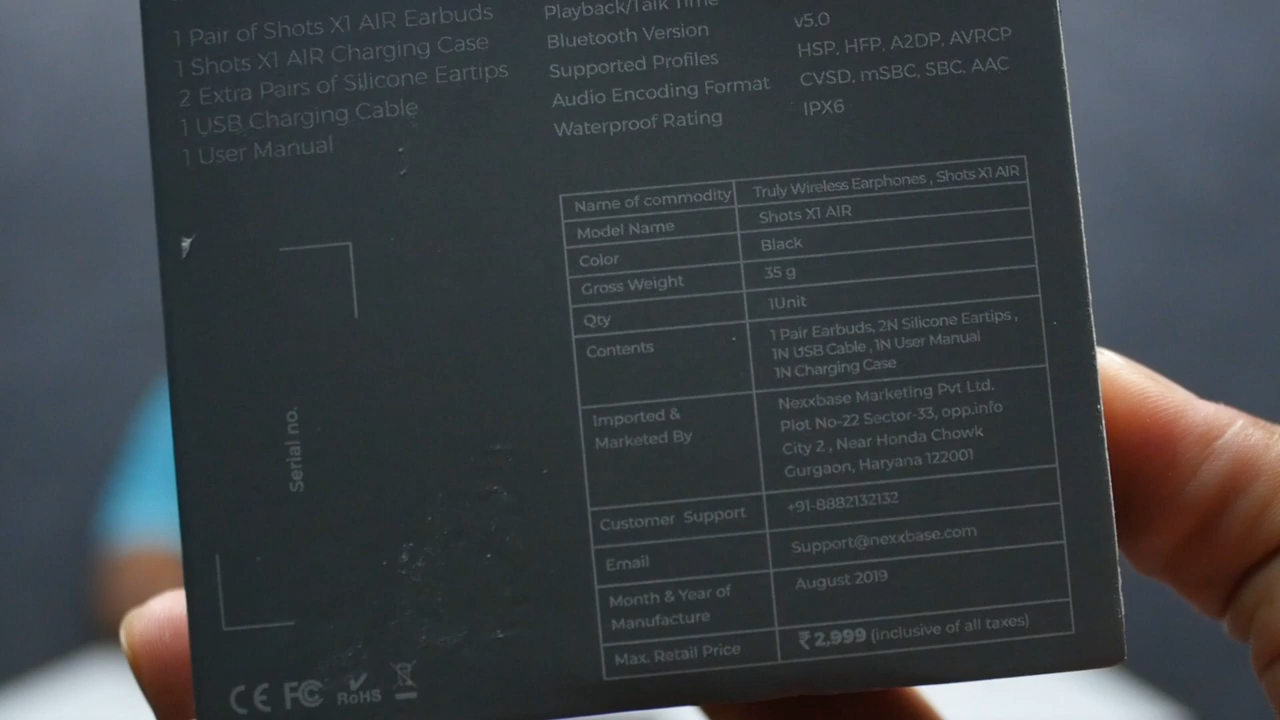 1 Pair of Shots X1 AIR Earbuds
1 Shots X1 AIR Charging Case
2 Extra Pairs of Silicone Eartips
1 USB Charging Cable
1 User Manual
Playback/Talk Time
Bluetooth Version v5.0
Supported Profiles HSP, HFP, A2DP, AVRCP
Audio Encoding Format CVSD, mSBC, SBC, AAC
Waterproof Rating IPX6
Name of commodity Truly Wireless Earphones , Shots X1 AIR
Model Name Shots X1 AIR
Color Black
Gross Weight 35 g
Qty 1Unit
Contents 1 Pair Earbuds, 2N Silicone Eartips ,
1N USB Cable , 1N User Manual
1N Charging Case
Imported & Nexxbase Marketing Pvt Ltd.
Marketed By Plot No-22 Sector-33, opp.info
City 2 , Near Honda Chowk
Gurgaon, Haryana 122001
Customer Support +91-8882132132
Email Support@nexxbase.com
Month & Year of August 2019
Manufacture
Max. Retail Price ₹ 2,999 (inclusive of all taxes)
Serial no.
CE FC RoHS